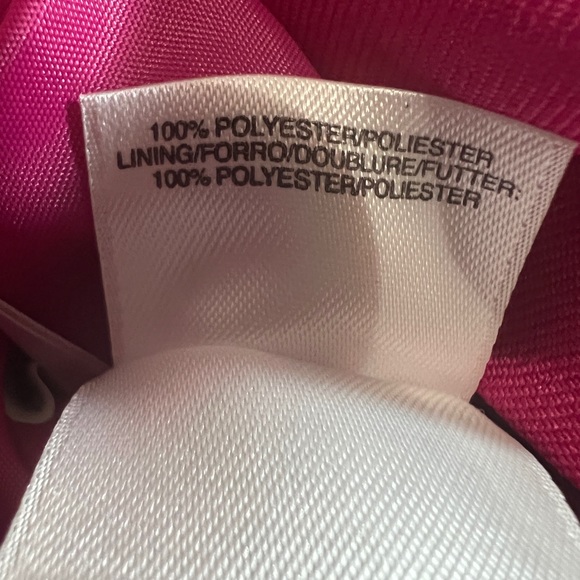 100% POLYESTER/POLIESTER
LINING/FORRO/DOUBLURE/FUTTER:
100% POLYESTER/POLIESTER